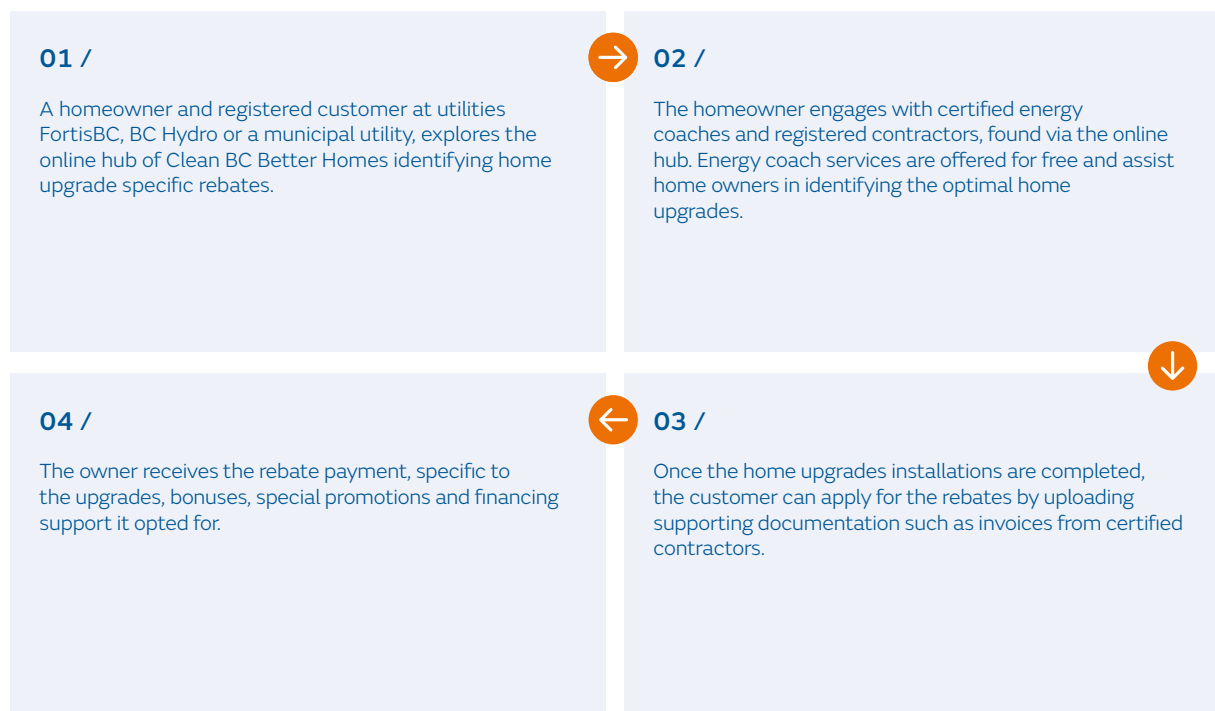 01 /
A homeowner and registered customer at utilities
FortisBC, BC Hydro or a municipal utility, explores the
online hub of Clean BC Better Homes identifying home
upgrade specific rebates.
02 /
The homeowner engages with certified energy
coaches and registered contractors, found via the online
hub. Energy coach services are offered for free and assist
home owners in identifying the optimal home
upgrades.
03 /
Once the home upgrades installations are completed,
the customer can apply for the rebates by uploading
supporting documentation such as invoices from certified
contractors.
04 /
The owner receives the rebate payment, specific to
the upgrades, bonuses, special promotions and financing
support it opted for.